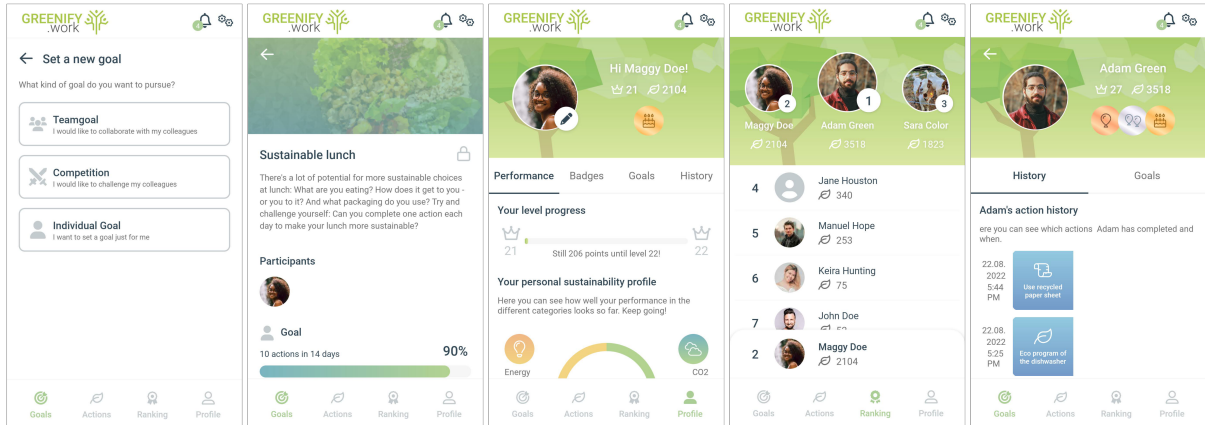 GREENIFY
.work
4
Set a new goal
What kind of goal do you want to pursue?
Teamgoal
I would like to collaborate with my colleagues
Competition
I would like to challenge my colleagues
Individual Goal
I want to set a goal just for me
Goals Actions Ranking Profile
GREENIFY
.work
4
Sustainable lunch
There's a lot of potential for more sustainable choices
at lunch: What are you eating? How does it get to you -
or you to it? And what packaging do you use? Try and
challenge yourself: Can you complete one action each
day to make your lunch more sustainable?
Participants
Goal
10 actions in 14 days 90%
Goals Actions Ranking Profile
GREENIFY
.work
4
Hi Maggy Doe!
21 2104
Performance Badges Goals History
Your level progress
21 Still 206 points until level 22! 22
Your personal sustainability profile
Here you can see how well your performance in the
different categories looks so far. Keep going!
Energy CO2
Goals Actions Ranking Profile
GREENIFY
.work
4
2 1 3
Maggy Doe Adam Green Sara Color
2104 3518 1823
4 Jane Houston
340
5 Manuel Hope
253
6 Keira Hunting
75
7 John Doe
2 Maggy Doe
2104
Goals Actions Ranking Profile
GREENIFY
.work
4
Adam Green
27 3518
History Goals
Adam's action history
ere you can see which actions Adam has completed and
when.
22.08.
2022
5:44
PM
Use recycled
paper sheet
22.08.
2022
5:25
PM
Eco program of
the dishwasher
Goals Actions Ranking Profile